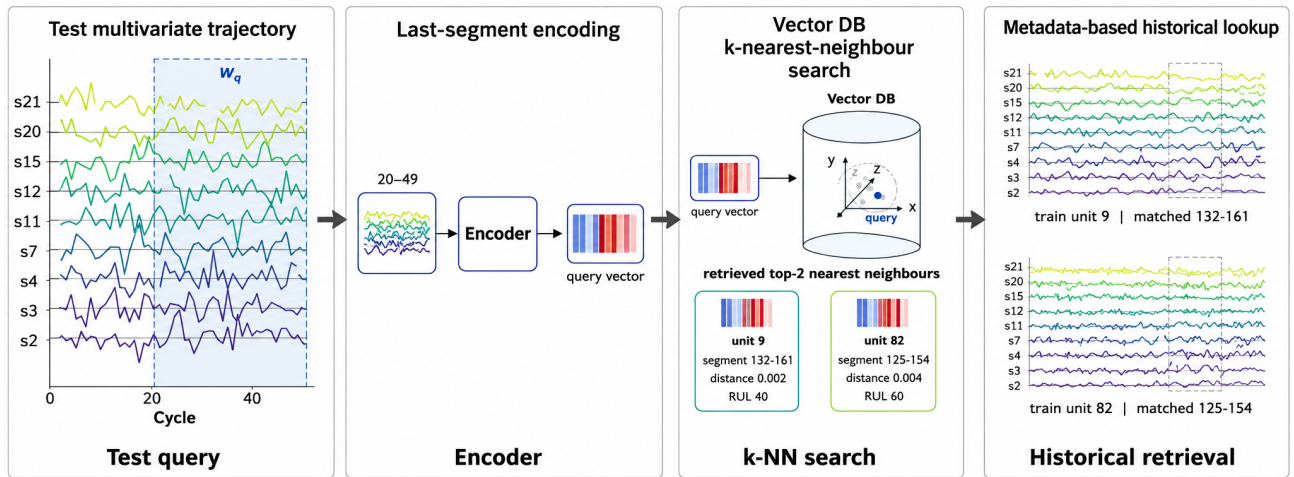 Test multivariate trajectory
Wq
s21
s20
s15
s12
s11
s7
s4
s3
s2
0
20
40
Cycle
Test query
Last-segment encoding
20–49
Encoder
query vector
Encoder
Vector DB
k-nearest-neighbour
search
Vector DB
y
z
z
x
query
query vector
retrieved top-2 nearest neighbours
unit 9
segment 132-161
distance 0.002
RUL 40
unit 82
segment 125-154
distance 0.004
RUL 60
k-NN search
Metadata-based historical lookup
s21
s20
s15
s12
s11
s7
s4
s3
s2
train unit 9 | matched 132-161
s21
s20
s15
s12
s11
s7
s4
s3
s2
train unit 82 | matched 125-154
Historical retrieval